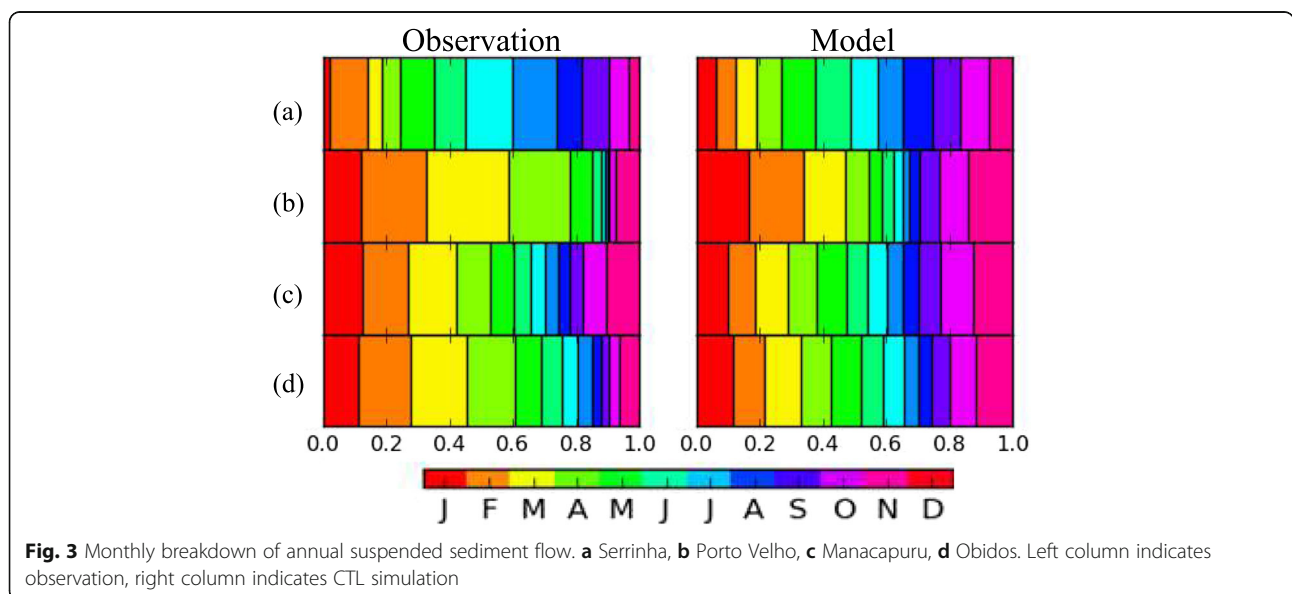 Observation Model
(a)
(b)
(c)
(d)
0.0 0.2 0.4 0.6 0.8 1.0 0.0 0.2 0.4 0.6 0.8 1.0
J F M A M J J A S O N D
Fig. 3 Monthly breakdown of annual suspended sediment flow. a Serrinha, b Porto Velho, c Manacapuru, d Obidos. Left column indicates
observation, right column indicates CTL simulation